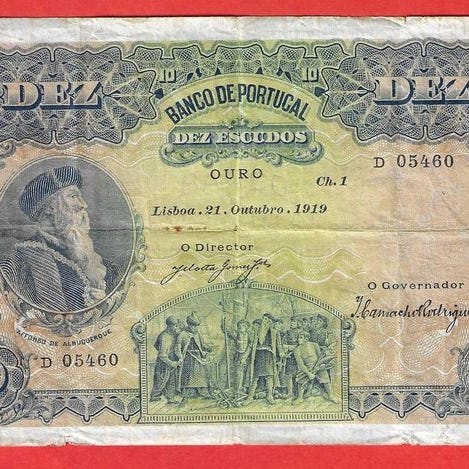 DEZ 10 10 DEZ
BANCO DE PORTUGAL
DEZ ESCUDOS
OURO
Ch. 1
D 05460
Lisboa. 21. Outubro. 1919
O Director
O Governador
AFFONSO DE ALBUQUERQUE
D 05460